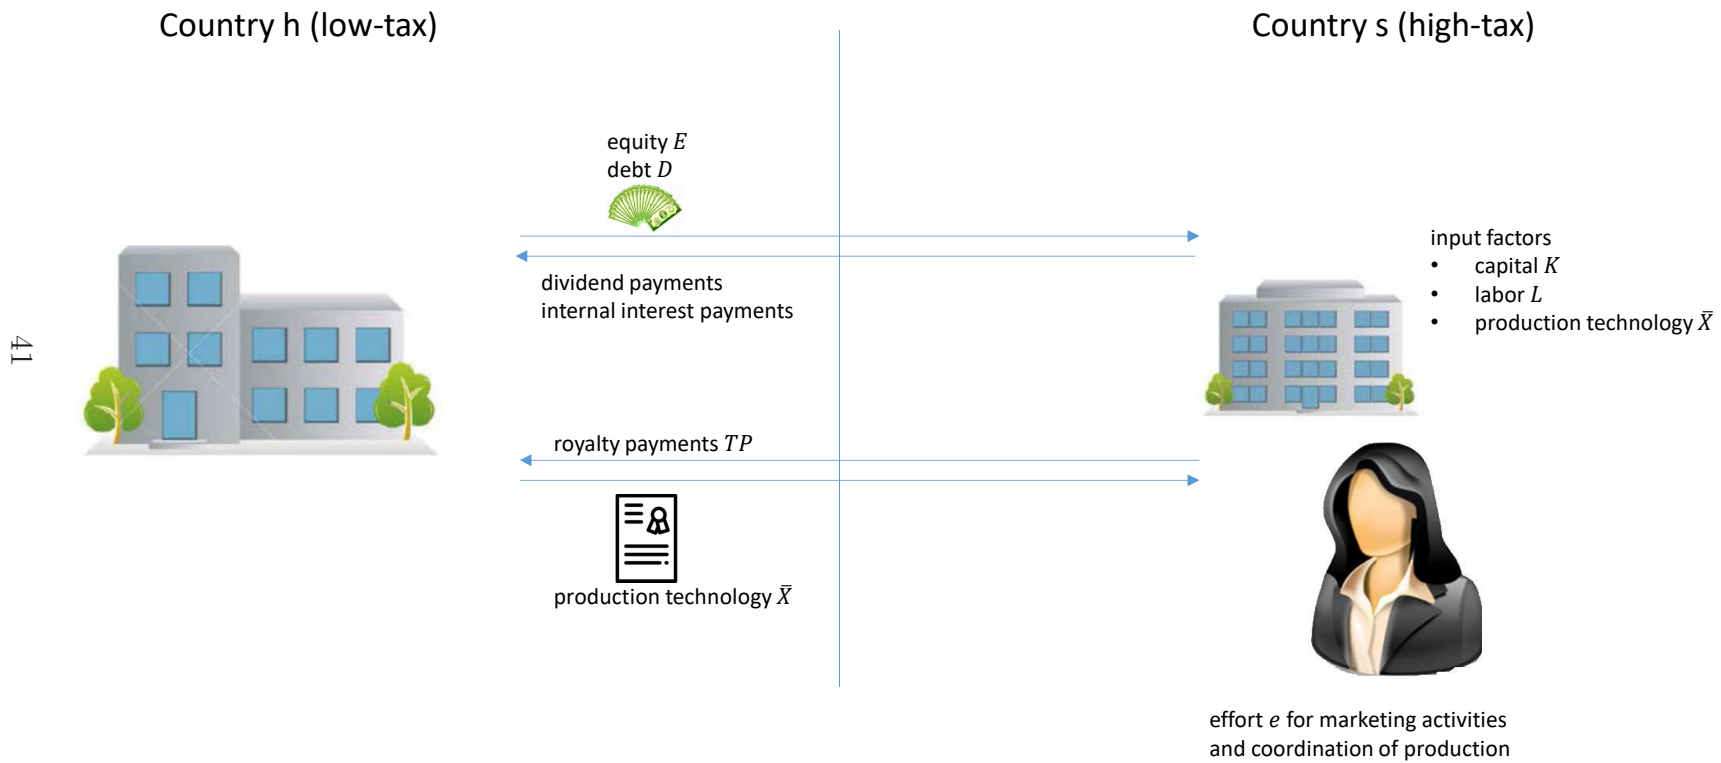 Country h (low-tax)
Country s (high-tax)
equity E
debt D
dividend payments
internal interest payments
input factors
• capital K
• labor L
• production technology X̄
41
royalty payments TP
production technology X̄
effort e for marketing activities
and coordination of production